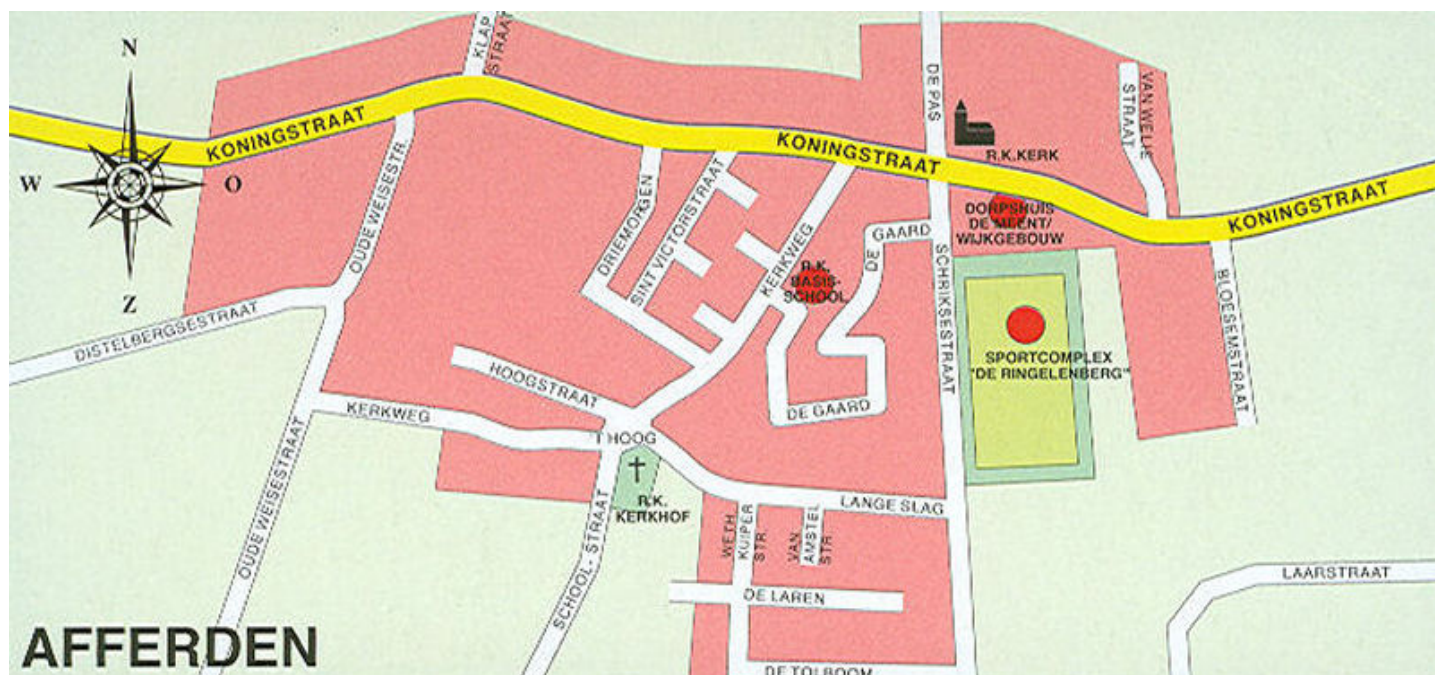 N
W
O
Z
KLAP
STRAAT
KONINGSTRAAT
KONINGSTRAAT
KONINGSTRAAT
DE PAS
R.K.KERK
VAN WELIE
STRAAT
DORPSHUIS
DE MEENT/
WIJKGEBOUW
OUDE WEISESTR.
DRIEMORGEN
SINT VICTORSTRAAT
KERKWEG
R.K.
BASIS-
SCHOOL
DE GAARD
SCHRIKSESTRAAT
BLOESEMSTRAAT
DISTELBERGSESTRAAT
SPORTCOMPLEX
"DE RINGELENBERG"
HOOGSTRAAT
KERKWEG
DE GAARD
'T HOOG
OUDE WEISESTRAAT
SCHOOL-STRAAT
R.K.
KERKHOF
LANGE SLAG
WETH
KUIPER
STR.
VAN
AMSTEL
STR.
DE LAREN
LAARSTRAAT
DE TOLBOOM
AFFERDEN